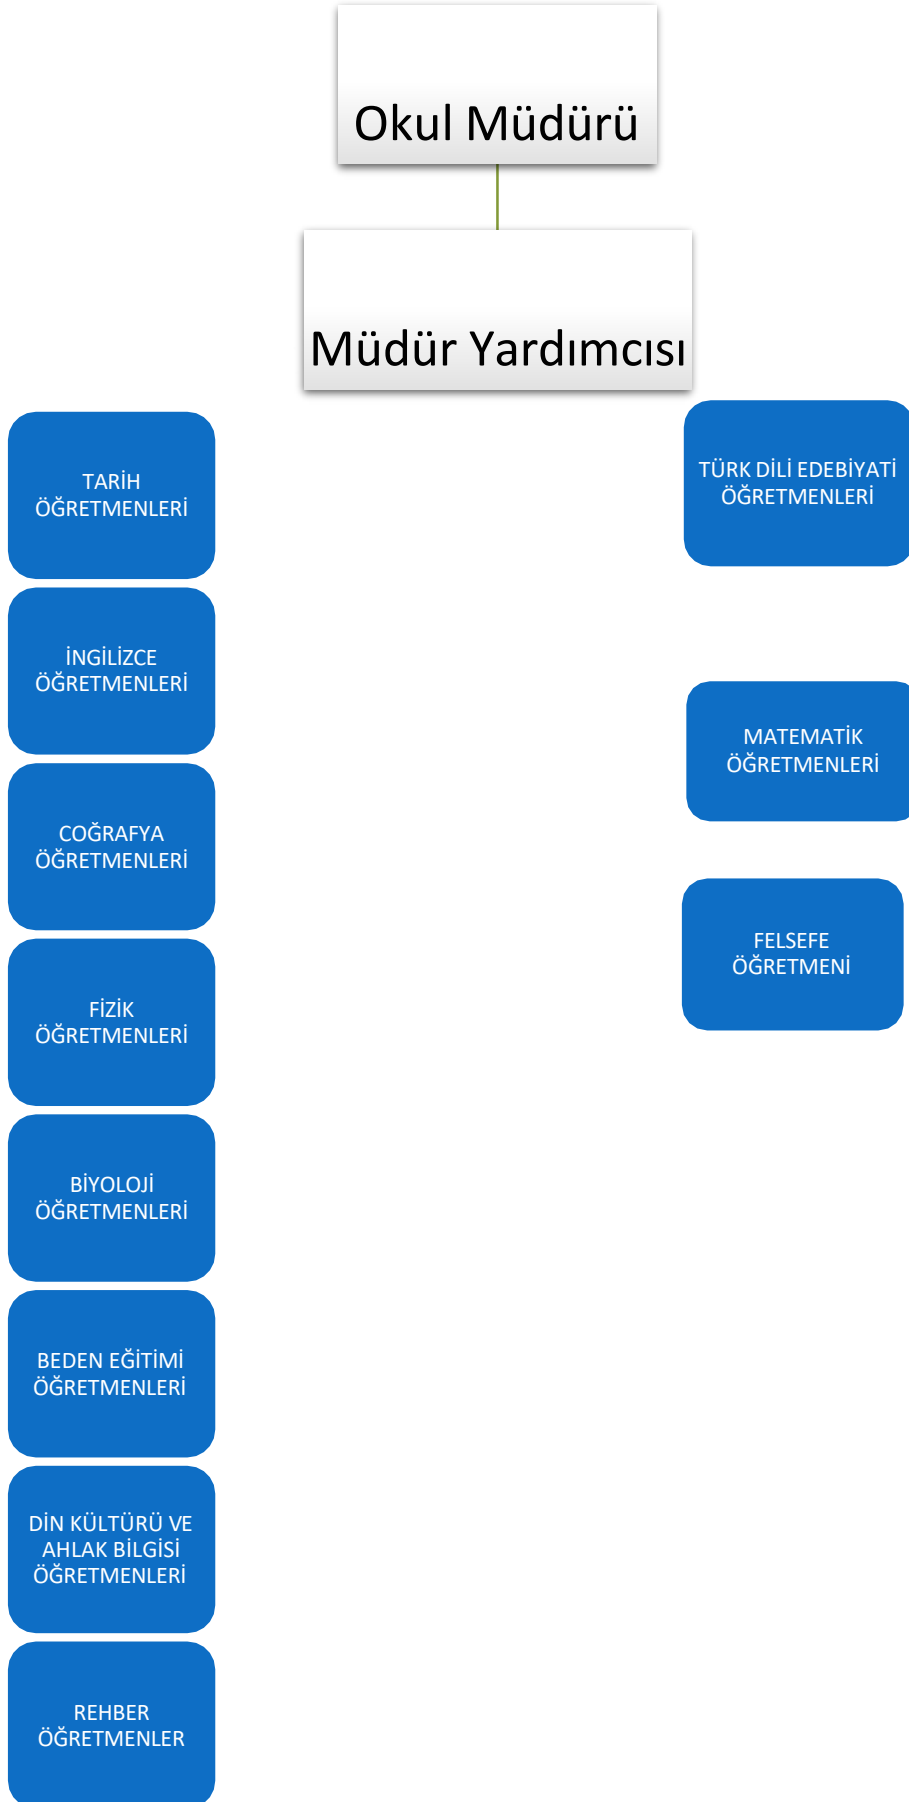 Okul Müdürü
Müdür Yardımcısı
TARİH
ÖĞRETMENLERİ
İNGİLİZCE
ÖĞRETMENLERİ
COĞRAFYA
ÖĞRETMENLERİ
FİZİK
ÖĞRETMENLERİ
BİYOLOJİ
ÖĞRETMENLERİ
BEDEN EĞİTİMİ
ÖĞRETMENLERİ
DİN KÜLTÜRÜ VE
AHLAK BİLGİSİ
ÖĞRETMENLERİ
REHBER
ÖĞRETMENLER
TÜRK DİLİ EDEBİYATİ
ÖĞRETMENLERİ
MATEMATİK
ÖĞRETMENLERİ
FELSEFE
ÖĞRETMENİ